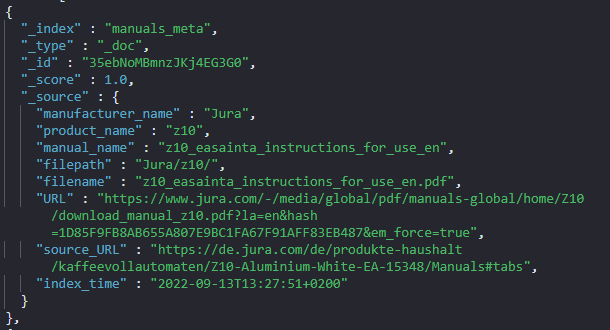 {
"_index" : "manuals_meta",
"_type" : "_doc",
"_id" : "35ebNoMBmnzJKj4EG3G0",
"_score" : 1.0,
"_source" : {
"manufacturer_name" : "Jura",
"product_name" : "z10",
"manual_name" : "z10_easainta_instructions_for_use_en",
"filepath" : "Jura/z10/",
"filename" : "z10_easainta_instructions_for_use_en.pdf",
"URL" : "https://www.jura.com/-/media/global/pdf/manuals-global/home/Z10
/download_manual_z10.pdf?la=en&hash
=1D85F9FB8AB655A807E9BC1FA67F91AFF83EB487&em_force=true",
"source_URL" : "https://de.jura.com/de/produkte-haushalt
/kaffeevollautomaten/Z10-Aluminium-White-EA-15348/Manuals#tabs",
"index_time" : "2022-09-13T13:27:51+0200"
}
},